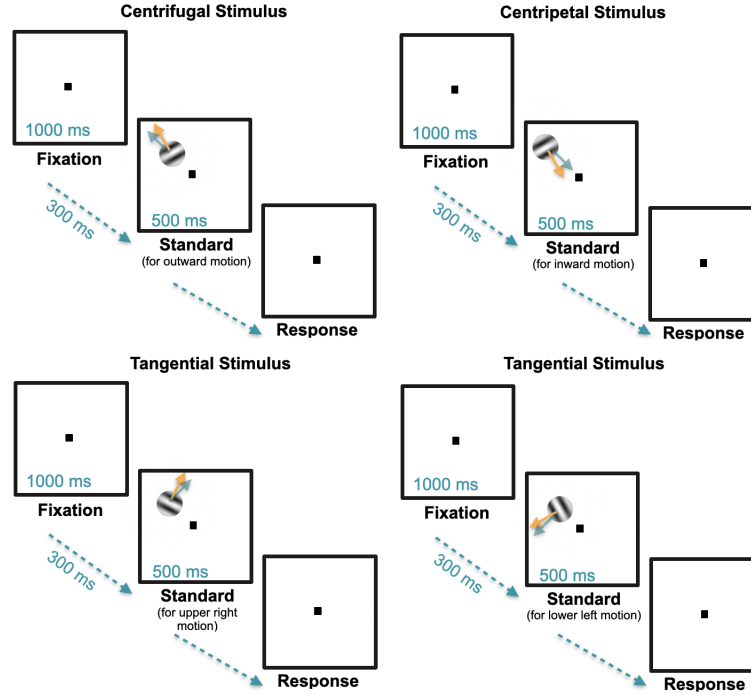 Centrifugal Stimulus
1000 ms
Fixation
300 ms
500 ms
Standard
(for outward motion)
Response
Centripetal Stimulus
1000 ms
Fixation
300 ms
500 ms
Standard
(for inward motion)
Response
Tangential Stimulus
1000 ms
Fixation
300 ms
500 ms
Standard
(for upper right
motion)
Response
Tangential Stimulus
1000 ms
Fixation
300 ms
500 ms
Standard
(for lower left motion)
Response